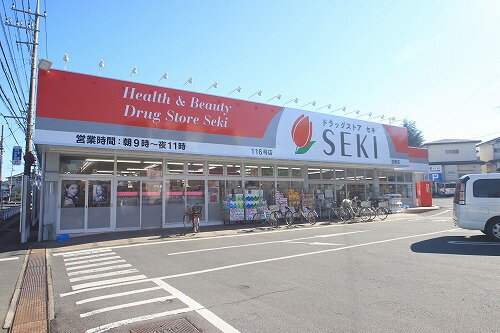 Health & Beauty
Drug Store Seki
営業時間：朝9時〜夜11時
116号店
ドラッグストア セキ
SEKI
P